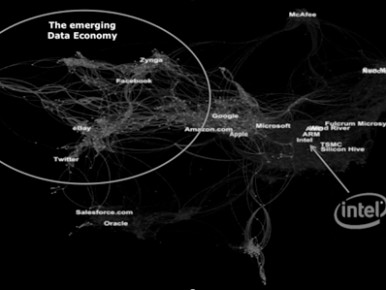 The emerging
Data Economy
McAfee
Zynga
Facebook
Google
eBay
Amazon.com
Apple
Microsoft
Fulcrum Microsy
Wind River
ARM
Intel
TSMC
Silicon Hive
Twitter
Salesforce.com
Oracle
intel